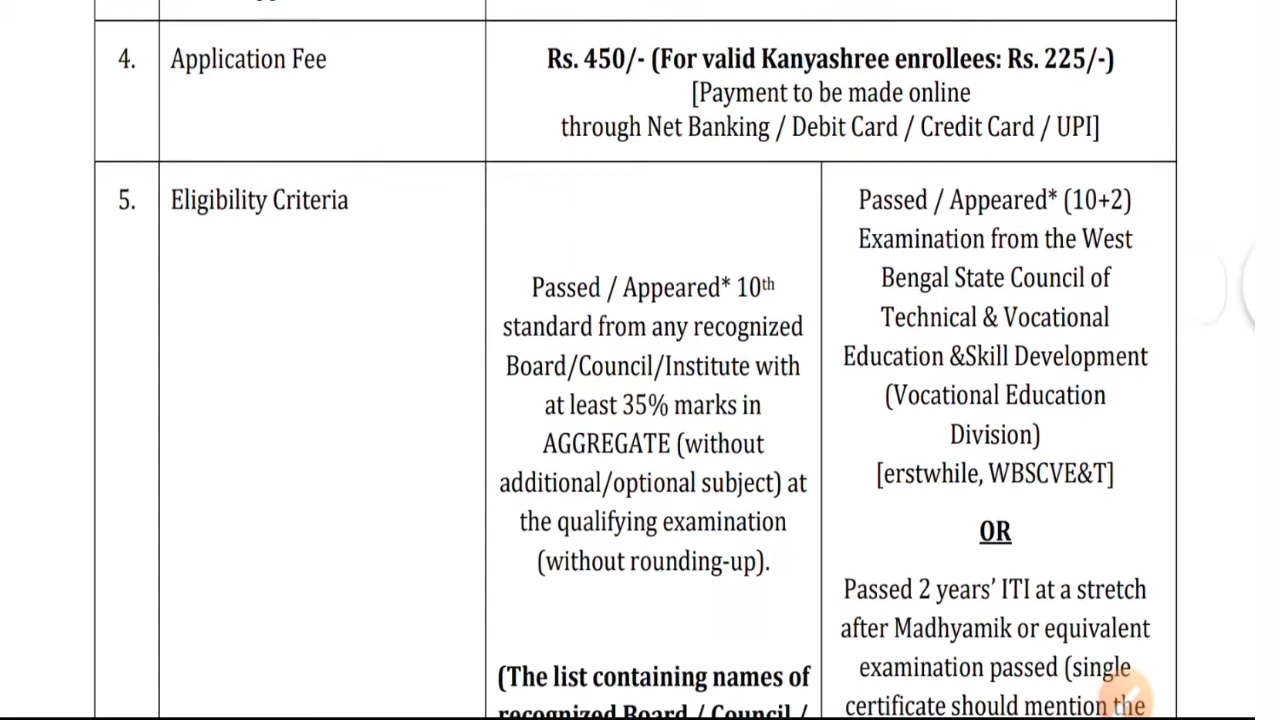 4.
Application Fee
Rs. 450/- (For valid Kanyashree enrollees: Rs. 225/-)
[Payment to be made online
through Net Banking / Debit Card / Credit Card / UPI]
5.
Eligibility Criteria
Passed / Appeared* 10th
standard from any recognized
Board/Council/Institute with
at least 35% marks in
AGGREGATE (without
additional/optional subject) at
the qualifying examination
(without rounding-up).
(The list containing names of
recognized Board / Council /
Passed / Appeared* (10+2)
Examination from the West
Bengal State Council of
Technical & Vocational
Education &Skill Development
(Vocational Education
Division)
[erstwhile, WBSCVE&T]
OR
Passed 2 years’ ITI at a stretch
after Madhyamik or equivalent
examination passed (single
certificate should mention the